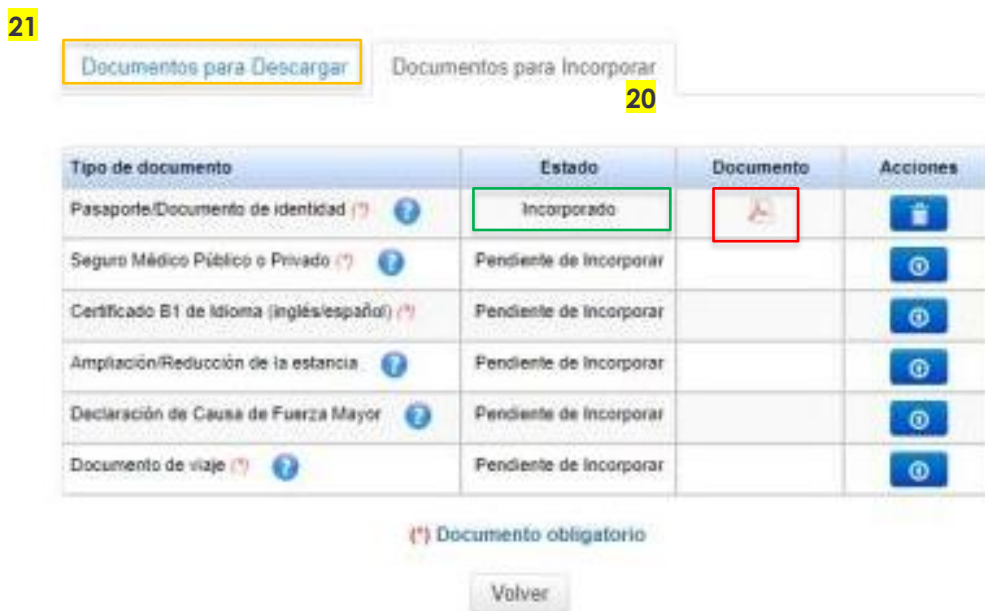 21
Documentos para Descargar Documentos para Incorporar
20
Tipo de documento Estado Documento Acciones
Pasaporte/Documento de identidad (*) Incorporado
Seguro Médico Público o Privado (*) Pendiente de Incorporar
Certificado B1 de Idioma (inglés/español) (*) Pendiente de Incorporar
Ampliación/Reducción de la estancia Pendiente de Incorporar
Declaración de Causa de Fuerza Mayor Pendiente de Incorporar
Documento de viaje (*) Pendiente de Incorporar
(*) Documento obligatorio
Volver